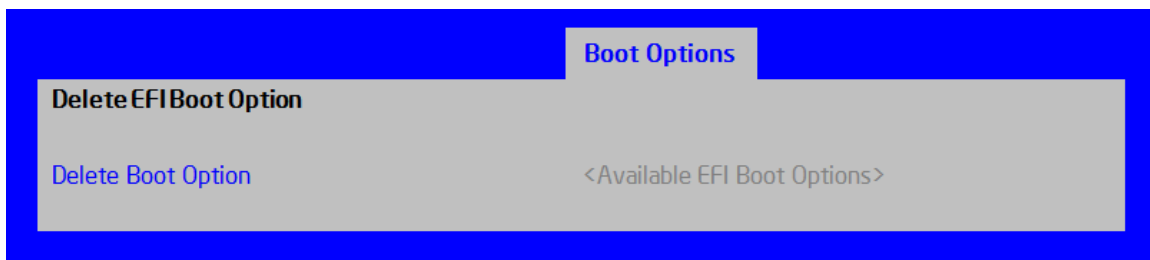 Boot Options
Delete EFI Boot Option
Delete Boot Option <Available EFI Boot Options>